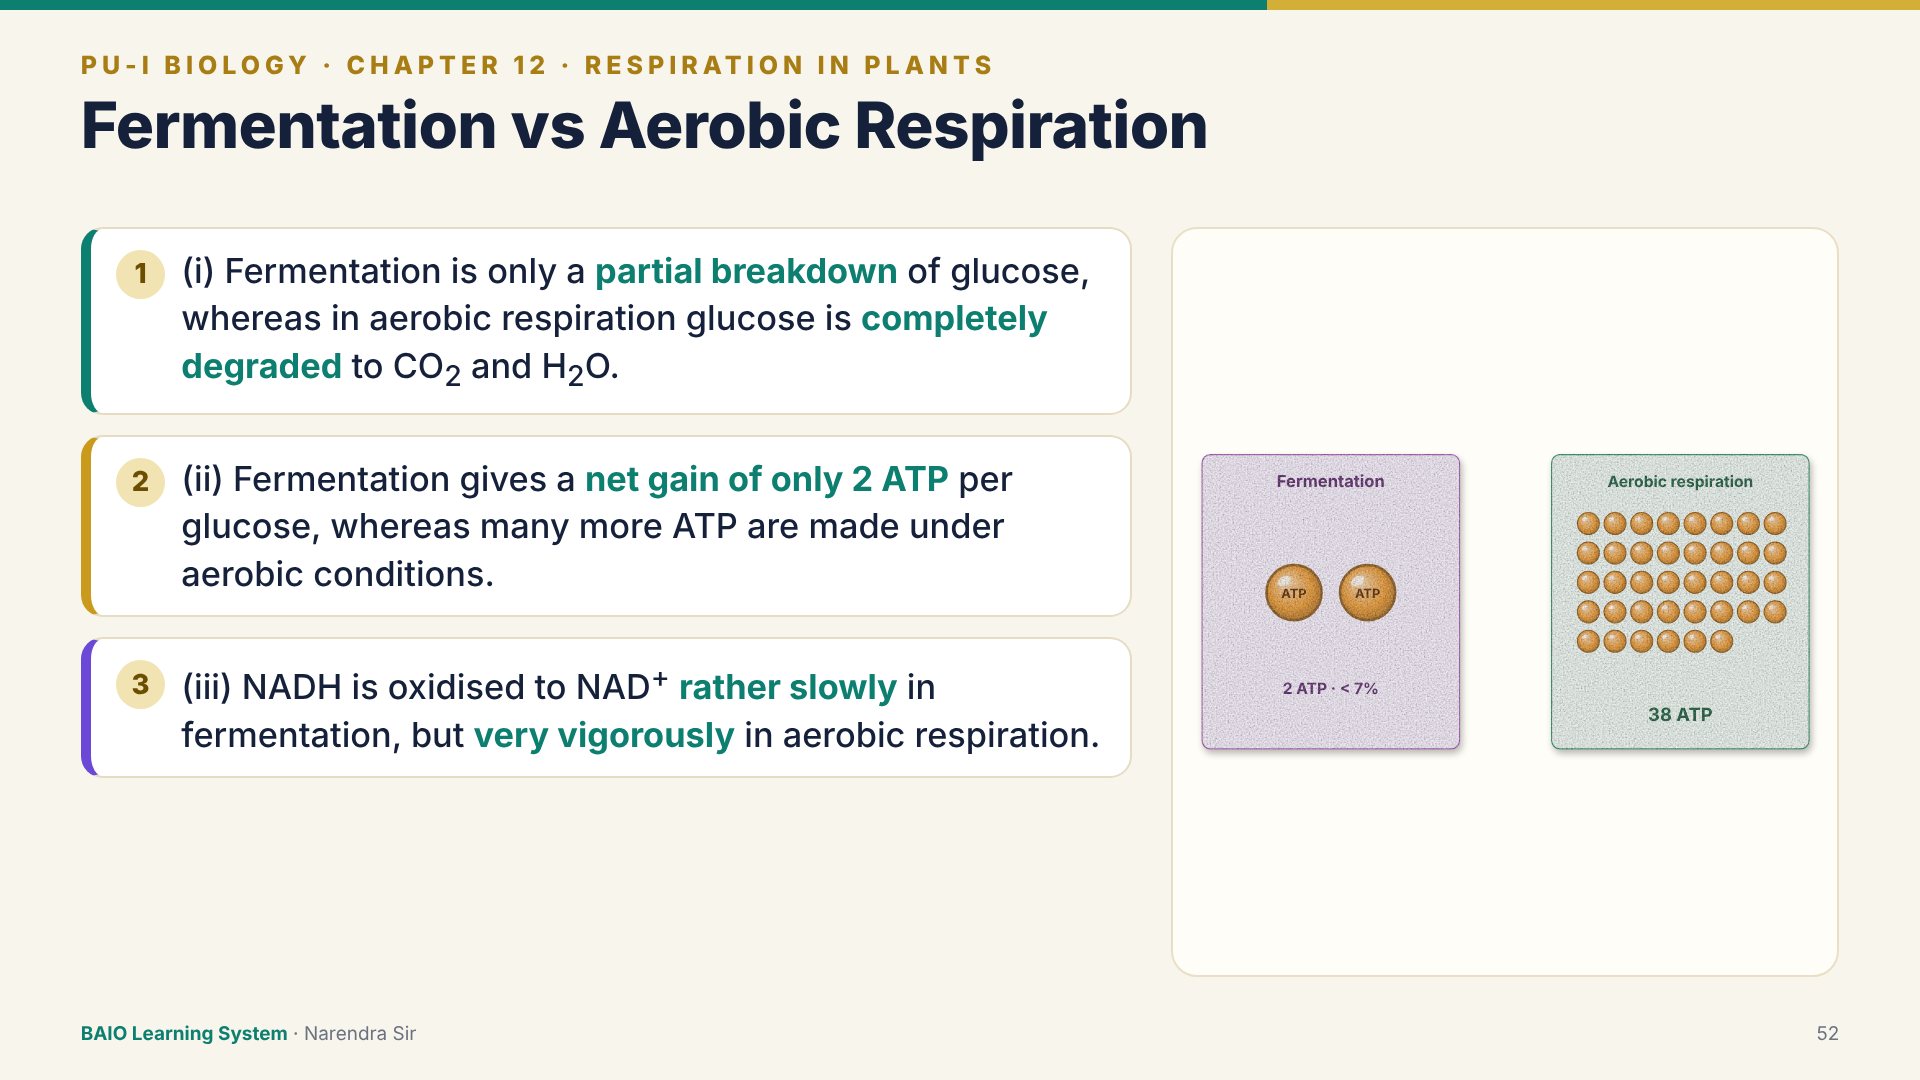 PU-I BIOLOGY · CHAPTER 12 · RESPIRATION IN PLANTS
Fermentation vs Aerobic Respiration
1
(i) Fermentation is only a partial breakdown of glucose,
whereas in aerobic respiration glucose is completely
degraded to CO₂ and H₂O.
2
(ii) Fermentation gives a net gain of only 2 ATP per
glucose, whereas many more ATP are made under
aerobic conditions.
3
(iii) NADH is oxidised to NAD⁺ rather slowly in
fermentation, but very vigorously in aerobic respiration.
Fermentation
ATP ATP
2 ATP · < 7%
Aerobic respiration
38 ATP
BAIO Learning System · Narendra Sir
52